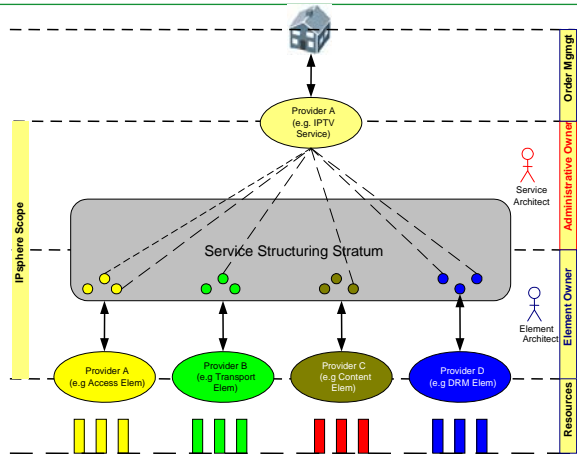 Order Mgmt
Provider A
(e.g. IPTV
Service)
IPsphere Scope
Administrative Owner
Service
Architect
Service Structuring Stratum
Element Owner
Element
Architect
Provider A
(e.g Access Elem)
Provider B
(e.g Transport
Elem)
Provider C
(e.g Content
Elem)
Provider D
(e.g DRM Elem)
Resources